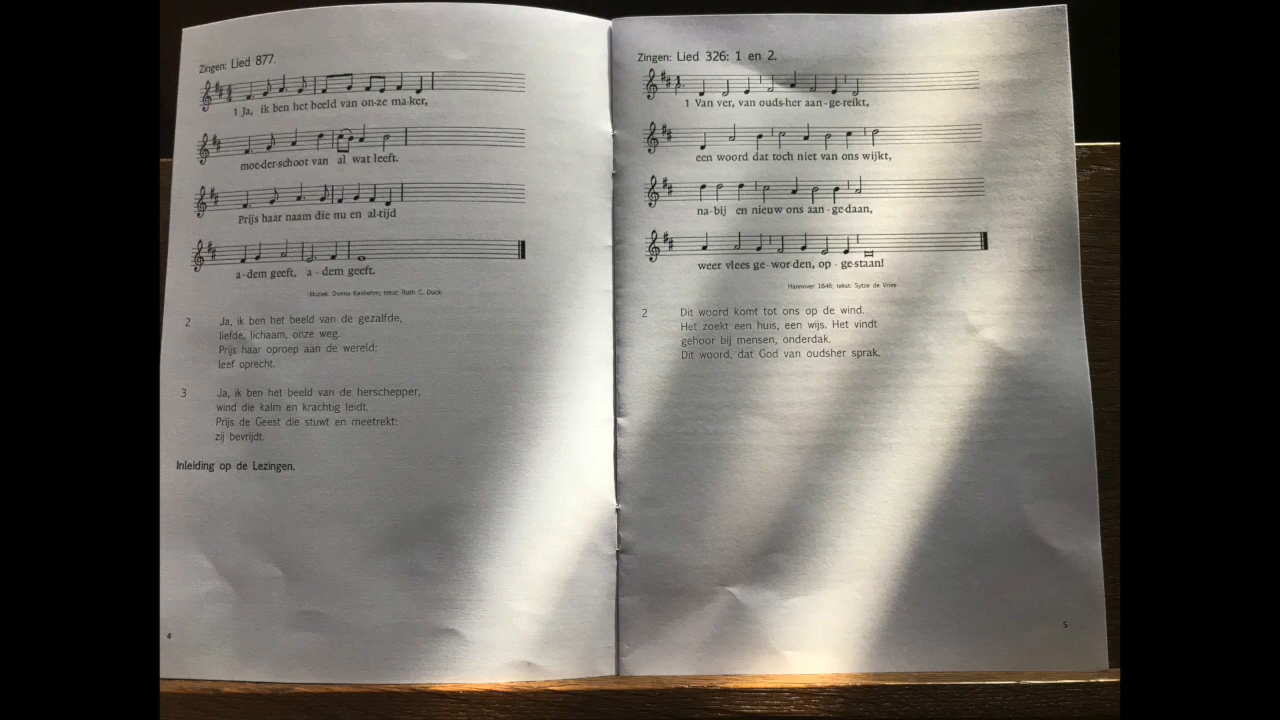 Zingen: Lied 877.
1 Ja, ik ben het beeld van on-ze ma-ker,
moe-der-schoot van al wat leeft.
Prijs haar naam die nu en al-tijd
a-dem geeft, a-dem geeft.
Muziek: Donna Kasbohm; tekst: Ruth C. Duck
2 Ja, ik ben het beeld van de gezalfde,
liefde, lichaam, onze weg.
Prijs haar oproep aan de wereld:
leef oprecht.
3 Ja, ik ben het beeld van de herschepper,
wind die kalm en krachtig leidt.
Prijs de Geest die stuwt en meetrekt:
zij bevrijdt.
Inleiding op de Lezingen.
4
Zingen: Lied 326: 1 en 2.
1 Van ver, van ouds-her aan-ge-reikt,
een woord dat toch niet van ons wijkt,
na-bij en nieuw ons aan-ge-daan,
weer vlees ge-wor-den, op-ge-staan!
Hannover 1646; tekst: Sytze de Vries
2 Dit woord komt tot ons op de wind.
Het zoekt een huis, een wijs. Het vindt
gehoor bij mensen, onderdak.
Dit woord, dat God van oudsher sprak.
5